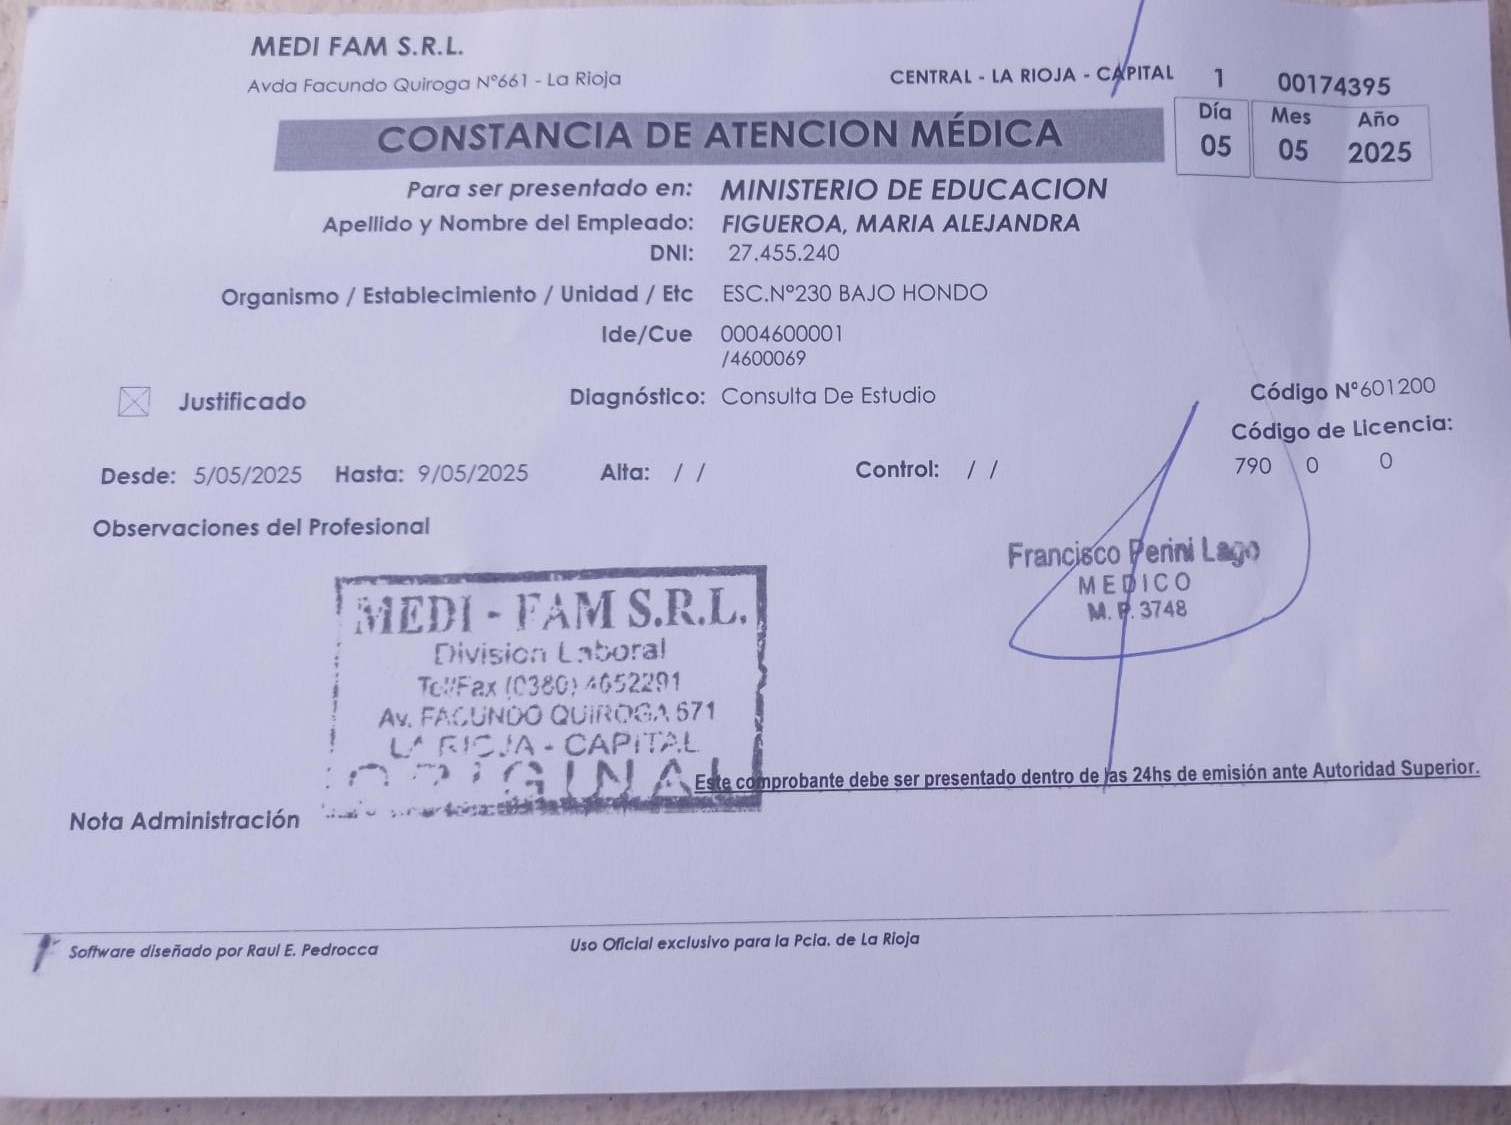 MEDI FAM S.R.L.
Avda Facundo Quiroga Nº661 - La Rioja
CENTRAL - LA RIOJA - CAPITAL 1 00174395
CONSTANCIA DE ATENCION MÉDICA
Día Mes Año
05 05 2025
Para ser presentado en: MINISTERIO DE EDUCACION
Apellido y Nombre del Empleado: FIGUEROA, MARIA ALEJANDRA
DNI: 27.455.240
Organismo / Establecimiento / Unidad / Etc ESC.Nº230 BAJO HONDO
Ide/Cue 0004600001
/4600069
Justificado Diagnóstico: Consulta De Estudio Código Nº601200
Código de Licencia:
790 0 0
Desde: 5/05/2025 Hasta: 9/05/2025 Alta: / / Control: / /
Observaciones del Profesional
Francisco Perini Lago
MEDICO
M. P. 3748
MEDI - FAM S.R.L.
Division Laboral
Tel/Fax (0380) 4652291
Av. FACUNDO QUIROGA 671
LA RIOJA - CAPITAL
ORIGINAL
Este comprobante debe ser presentado dentro de las 24hs de emisión ante Autoridad Superior.
Nota Administración
Software diseñado por Raul E. Pedrocca
Uso Oficial exclusivo para la Pcia. de La Rioja